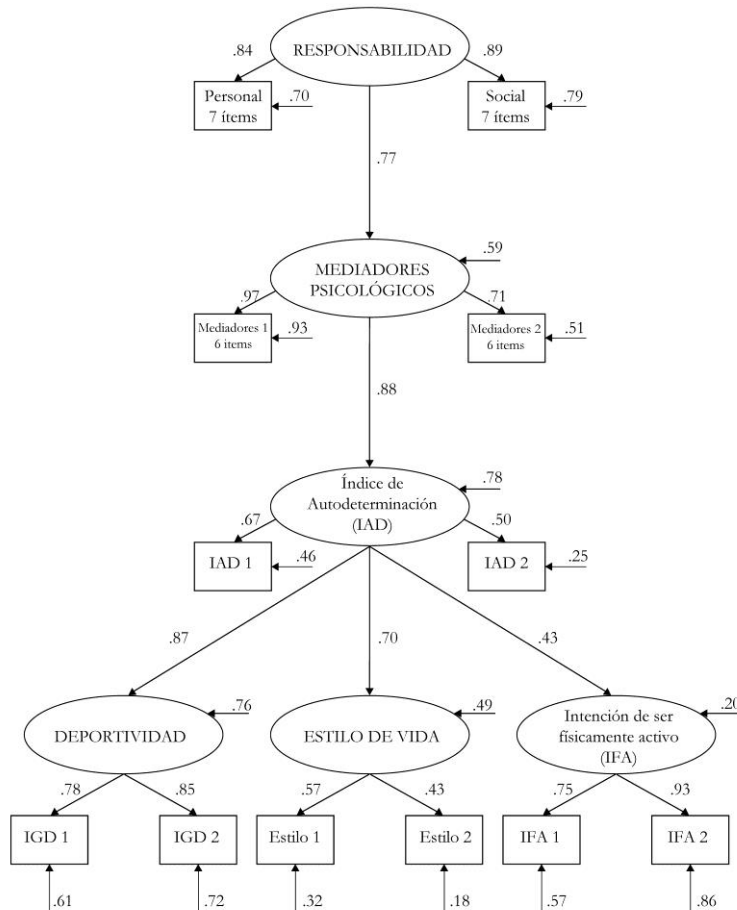 RESPONSABILIDAD
.84
.89
Personal
7 ítems
.70
Social
7 ítems
.79
.77
MEDIADORES
PSICOLÓGICOS
.59
.97
.71
Mediadores 1
6 items
.93
Mediadores 2
6 items
.51
.88
Índice de
Autodeterminación
(IAD)
.78
.67
.50
IAD 1
.46
IAD 2
.25
.87
.70
.43
DEPORTIVIDAD
.76
ESTILO DE VIDA
.49
Intención de ser
físicamente activo
(IFA)
.20
.78
.85
.57
.43
.75
.93
IGD 1
IGD 2
Estilo 1
Estilo 2
IFA 1
IFA 2
.61
.72
.32
.18
.57
.86